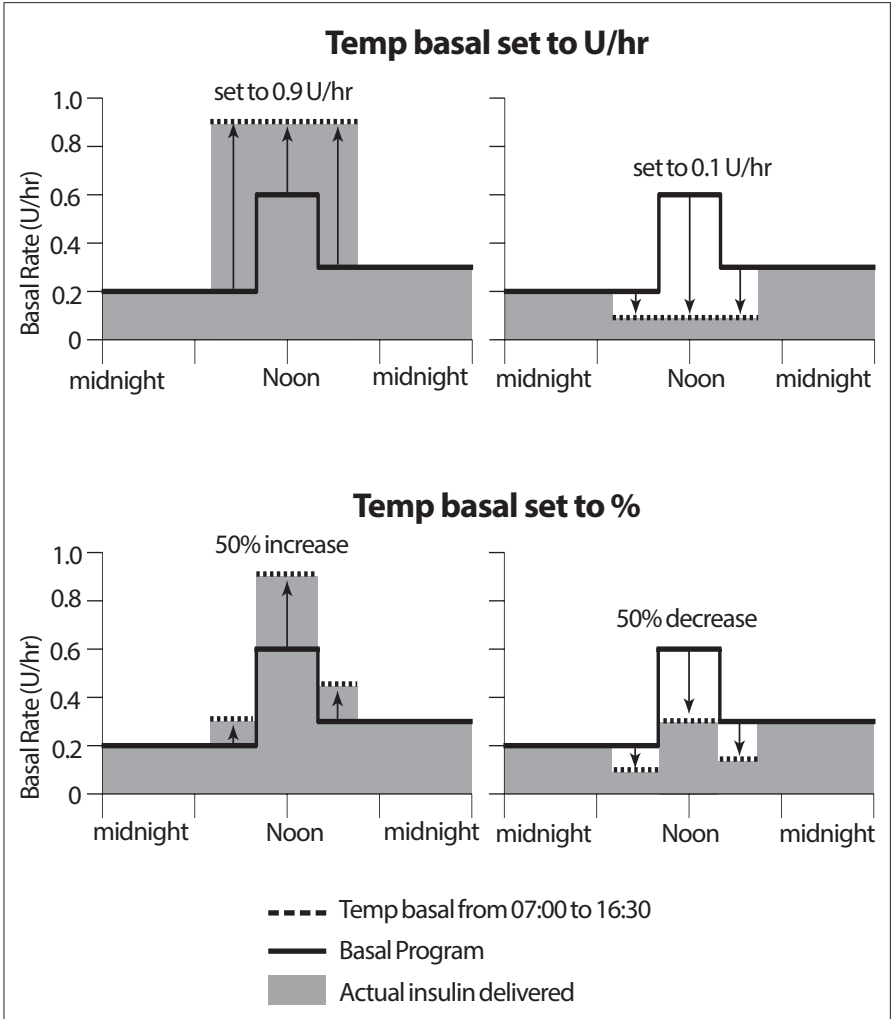 Temp basal set to U/hr
set to 0.9 U/hr
1.0
0.8
0.6
0.4
0.2
0
Basal Rate (U/hr)
midnight Noon midnight
set to 0.1 U/hr
midnight Noon midnight
Temp basal set to %
50% increase
1.0
0.8
0.6
0.4
0.2
0
Basal Rate (U/hr)
midnight Noon midnight
50% decrease
midnight Noon midnight
Temp basal from 07:00 to 16:30
Basal Program
Actual insulin delivered